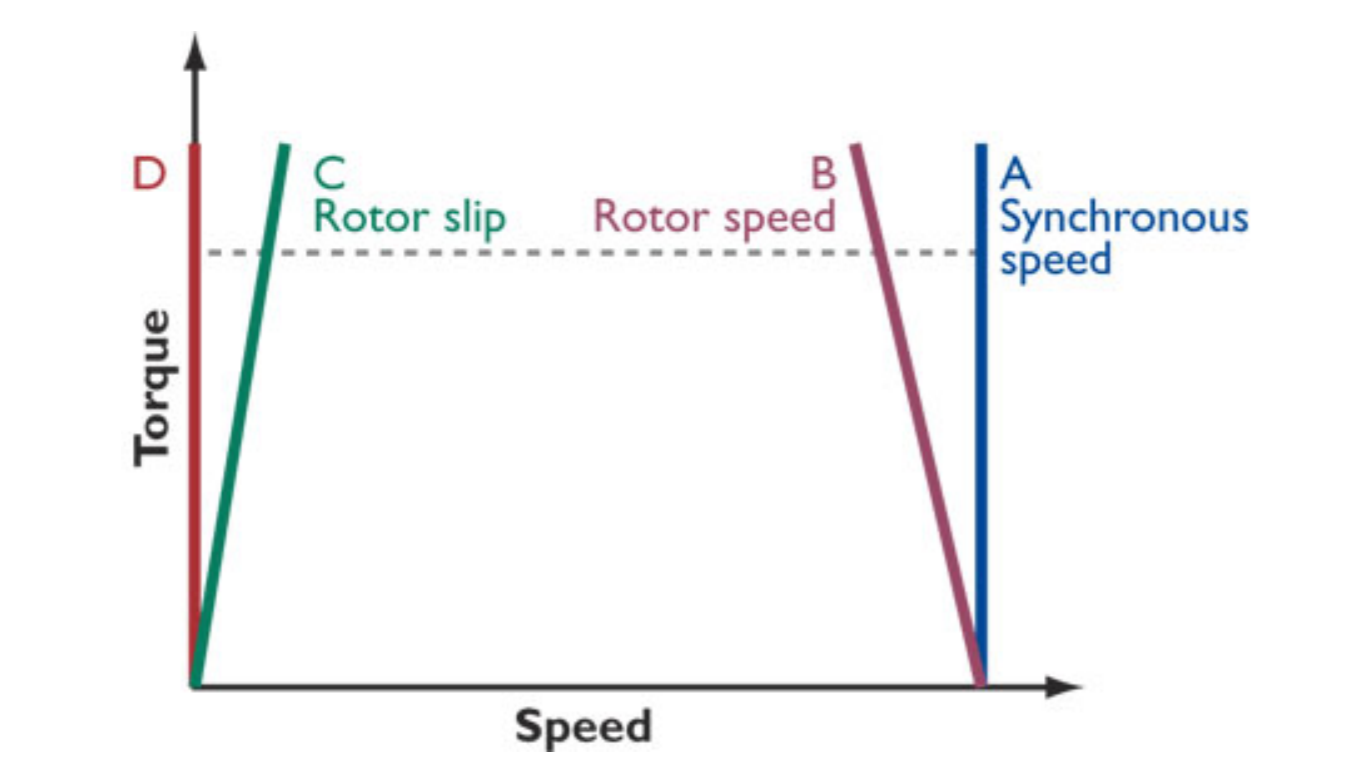 D
C
Rotor slip
B
Rotor speed
A
Synchronous
speed
Torque
Speed